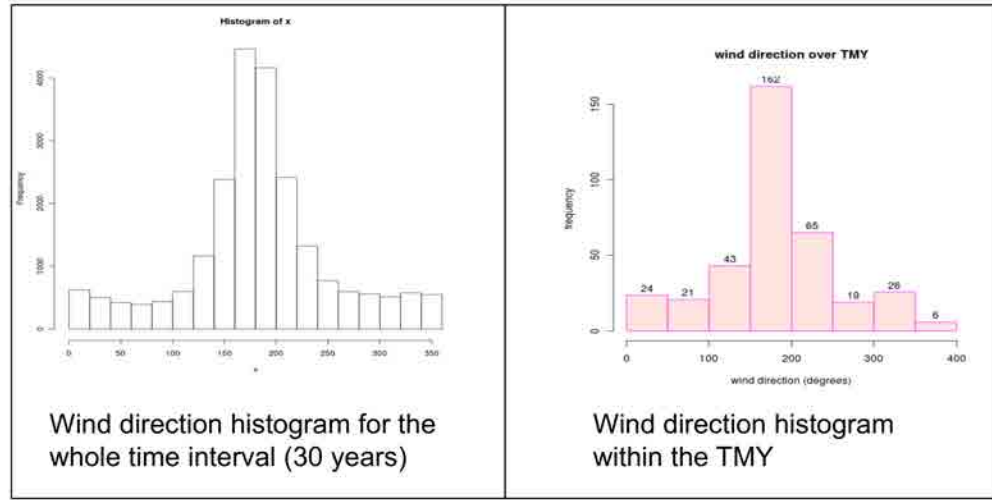 Histogram of x
Frequency
4000
3000
2000
1000
0
0 50 100 150 200 250 300 350
x
Wind direction histogram for the
whole time interval (30 years)
wind direction over TMY
frequency
150
100
50
0
162
65
43
24
21
19
26
6
0 100 200 300 400
wind direction (degrees)
Wind direction histogram
within the TMY